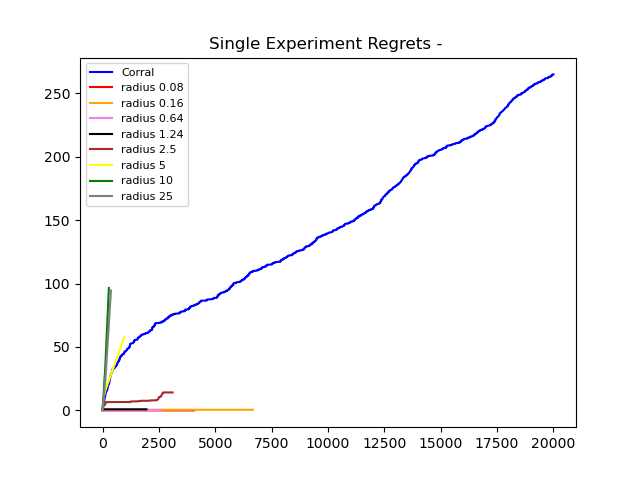 Single Experiment Regrets -
Corral
radius 0.08
radius 0.16
radius 0.64
radius 1.24
radius 2.5
radius 5
radius 10
radius 25
250
200
150
100
50
0
0 2500 5000 7500 10000 12500 15000 17500 20000